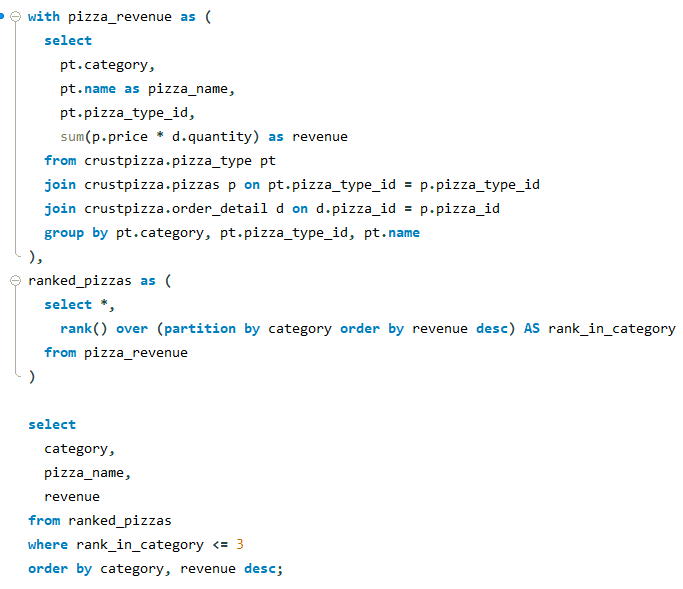 with pizza_revenue as (
  select
    pt.category,
    pt.name as pizza_name,
    pt.pizza_type_id,
    sum(p.price * d.quantity) as revenue
  from crustpizza.pizza_type pt
  join crustpizza.pizzas p on pt.pizza_type_id = p.pizza_type_id
  join crustpizza.order_detail d on d.pizza_id = p.pizza_id
  group by pt.category, pt.pizza_type_id, pt.name
),
ranked_pizzas as (
  select *,
    rank() over (partition by category order by revenue desc) AS rank_in_category
  from pizza_revenue
)
select
  category,
  pizza_name,
  revenue
from ranked_pizzas
where rank_in_category <= 3
order by category, revenue desc;